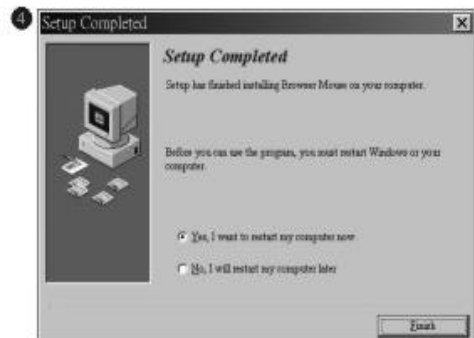 4
Setup Completed
Setup Completed
Setup has finished installing Browser Mouse on your computer.
Before you can use the program, you must restart Windows or your
computer.
Yes, I want to restart my computer now
No, I will restart my computer later
Finish